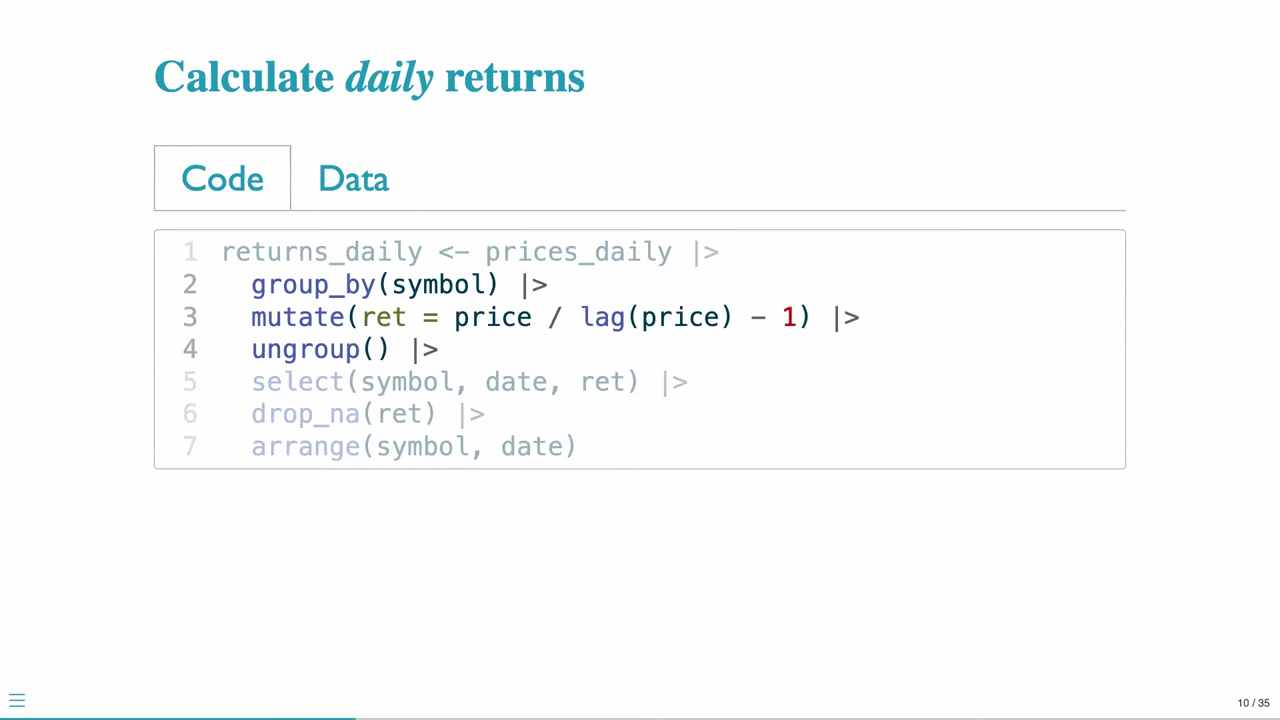 Calculate daily returns
Code
Data
1 returns_daily <- prices_daily |>
2 group_by(symbol) |>
3 mutate(ret = price / lag(price) - 1) |>
4 ungroup() |>
5 select(symbol, date, ret) |>
6 drop_na(ret) |>
7 arrange(symbol, date)
10 / 35